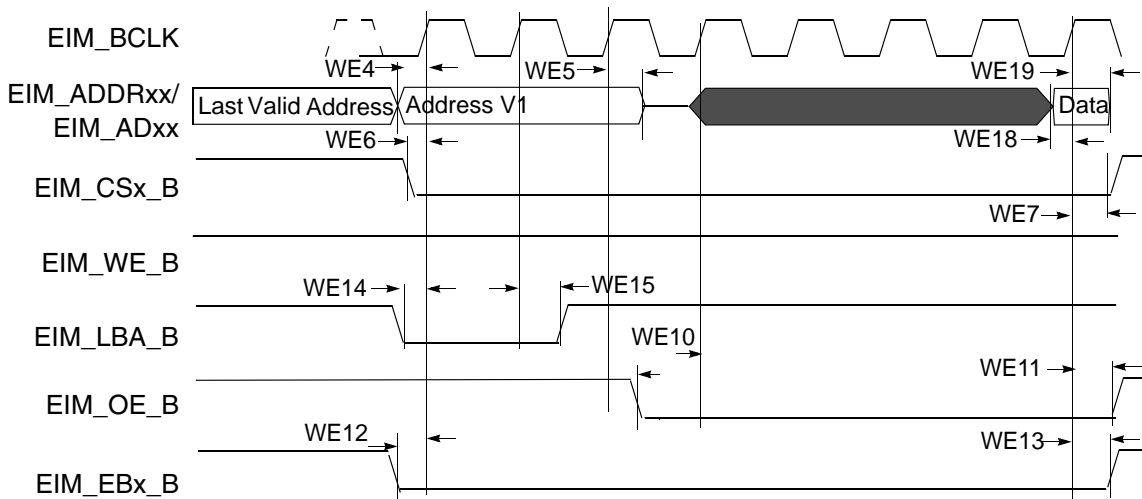 EIM_BCLK
WE4
WE5
WE19
EIM_ADDRxx/
EIM_ADxx
Last Valid Address
Address V1
Data
WE6
WE18
EIM_CSx_B
WE7
EIM_WE_B
WE14
WE15
EIM_LBA_B
WE10
WE11
EIM_OE_B
WE12
WE13
EIM_EBx_B